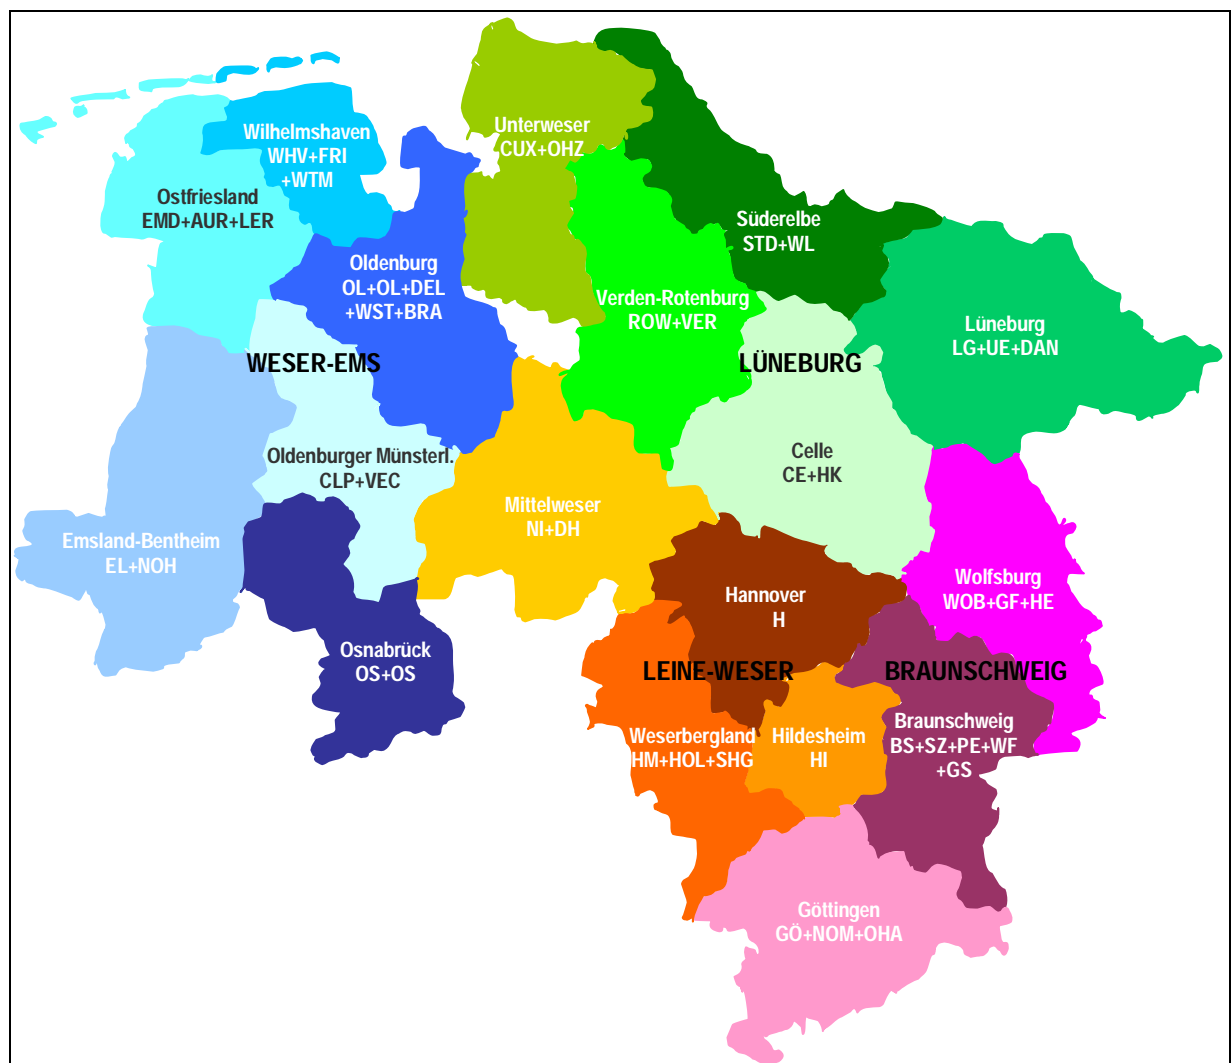 Unterweser
CUX+OHZ
Wilhelmshaven
WHV+FRI
+WTM
Ostfriesland
EMD+AUR+LER
Süderelbe
STD+WL
Oldenburg
OL+OL+DEL
+WST+BRA
Verden-Rotenburg
ROW+VER
Lüneburg
LG+UE+DAN
WESER-EMS
LÜNEBURG
Oldenburger Münsterl.
CLP+VEC
Celle
CE+HK
Mittelweser
NI+DH
Emsland-Bentheim
EL+NOH
Wolfsburg
WOB+GF+HE
Hannover
H
Osnabrück
OS+OS
LEINE-WESER
BRAUNSCHWEIG
Weserbergland
HM+HOL+SHG
Hildesheim
HI
Braunschweig
BS+SZ+PE+WF
+GS
Göttingen
GÖ+NOM+OHA